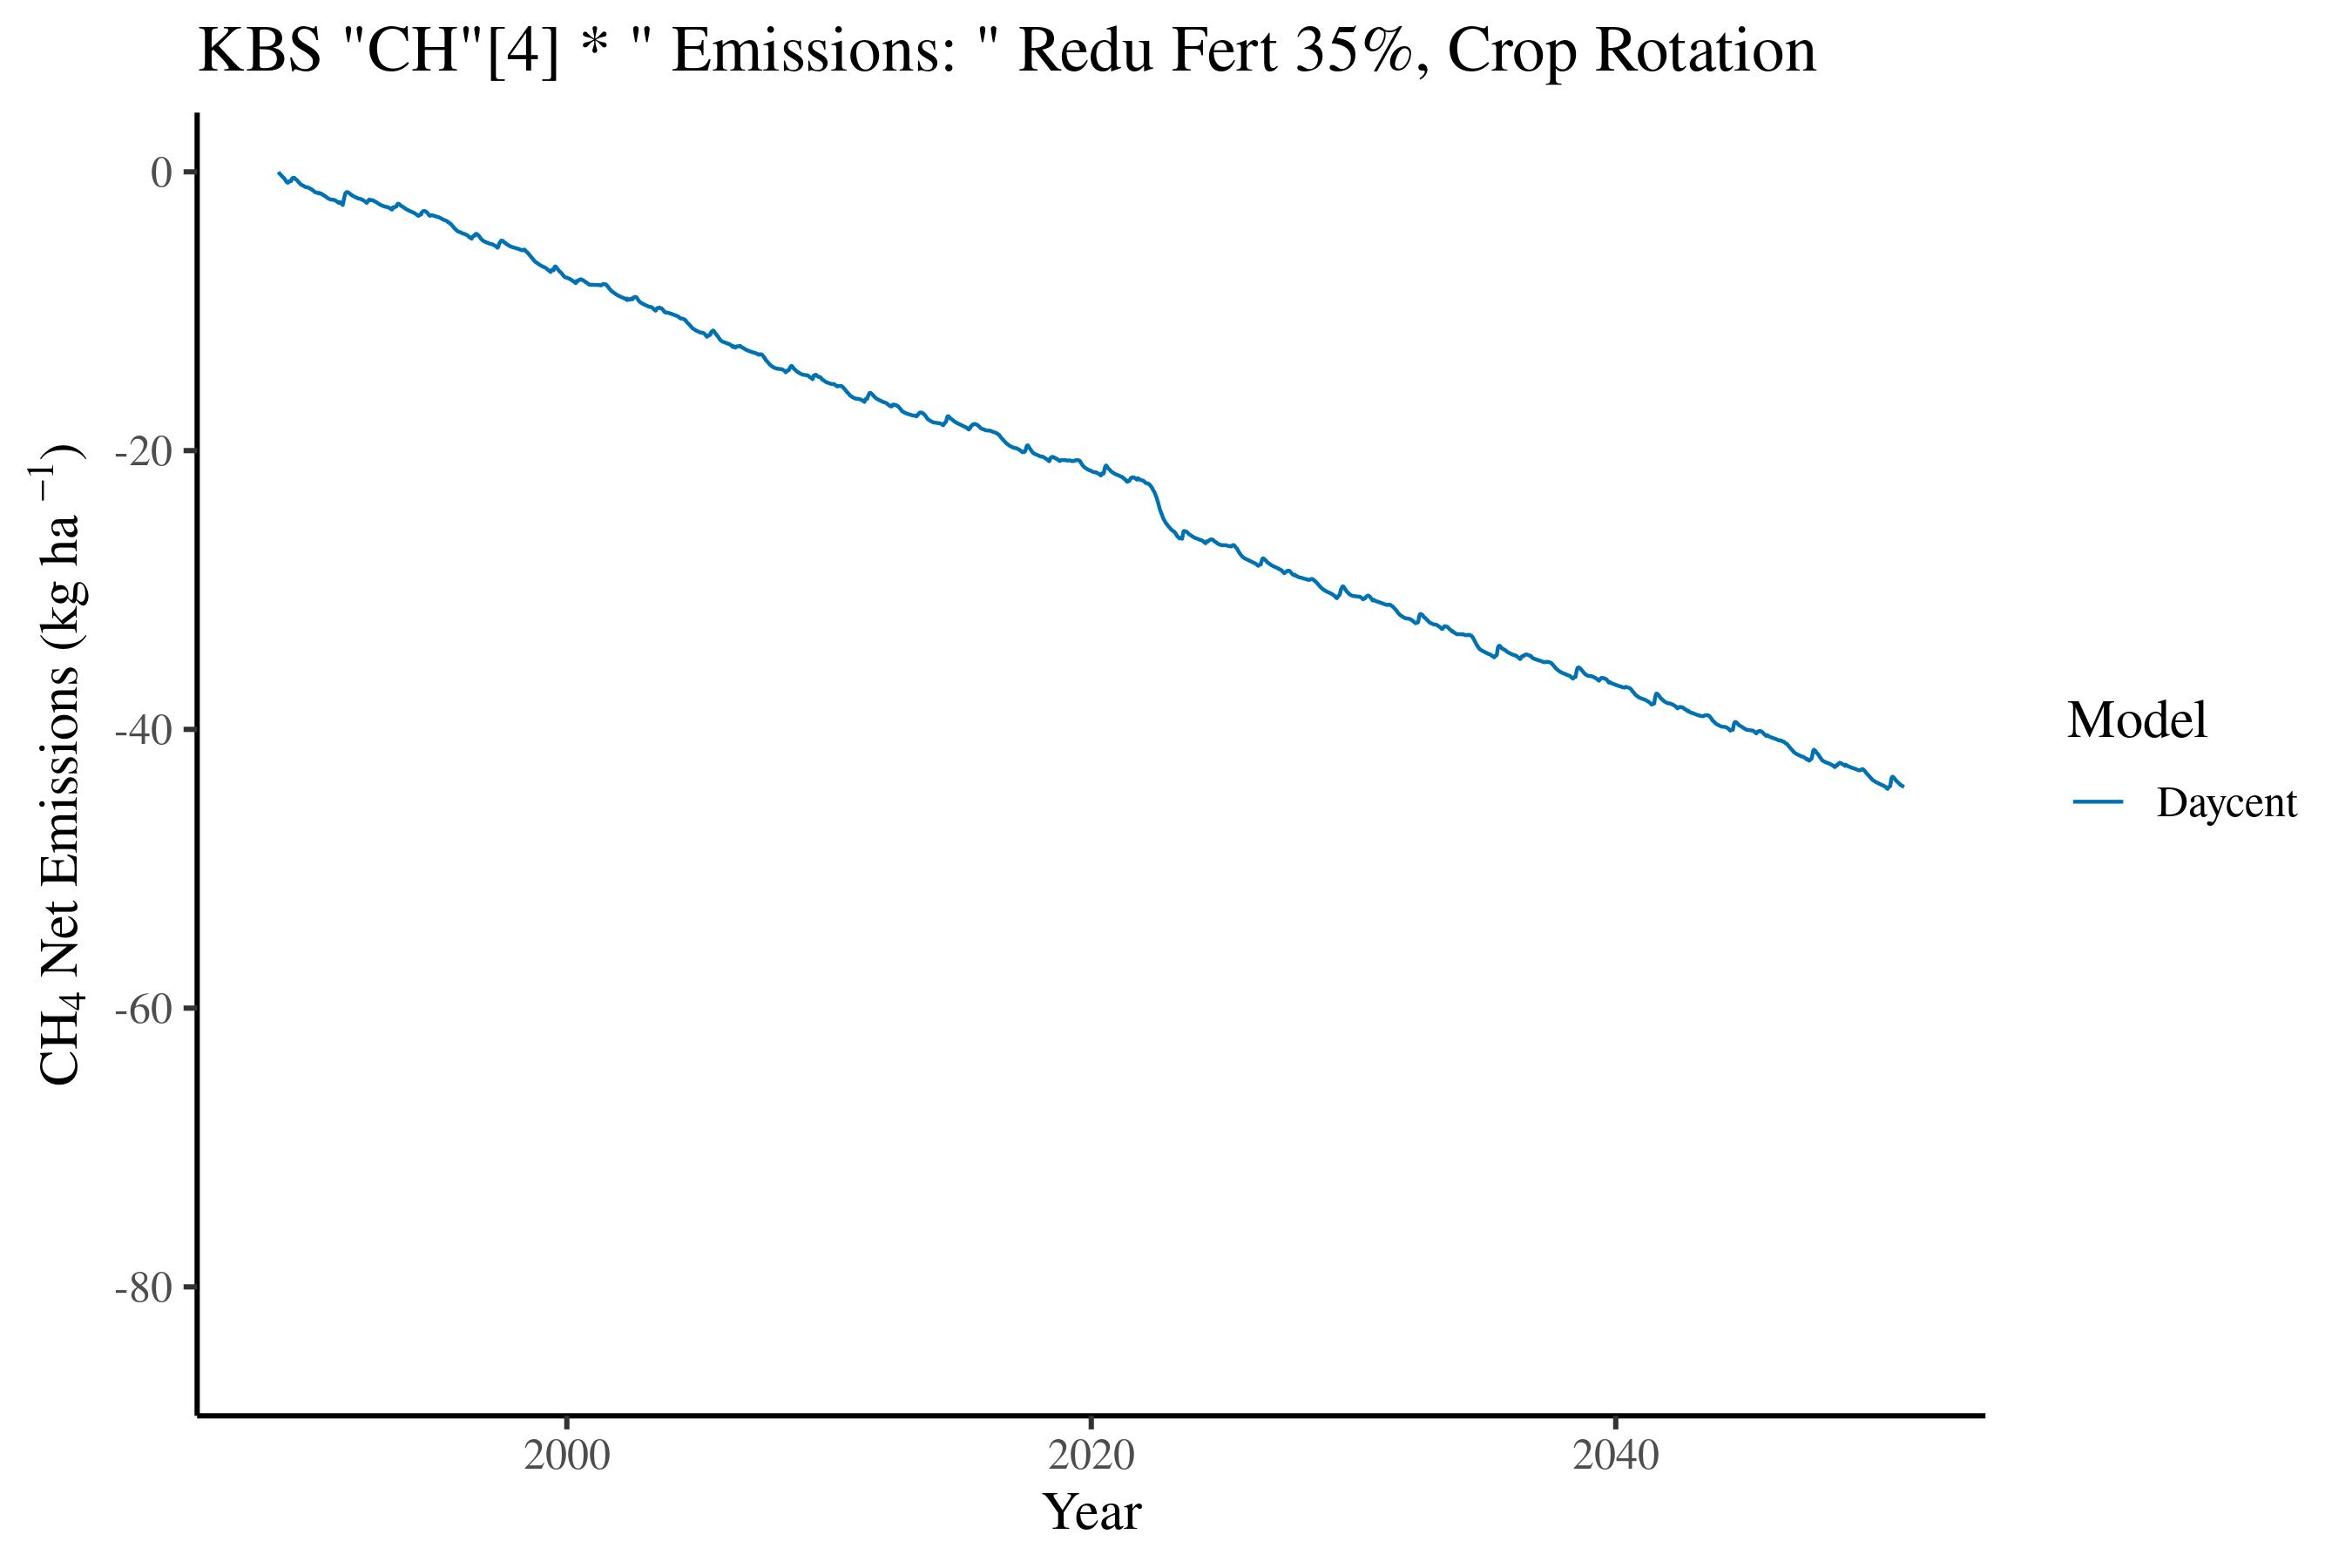 KBS "CH"[4] * " Emissions: " Redu Fert 35%, Crop Rotation
CH₄ Net Emissions (kg ha ⁻¹)
0
-20
-40
-60
-80
2000
2020
2040
Year
Model
Daycent